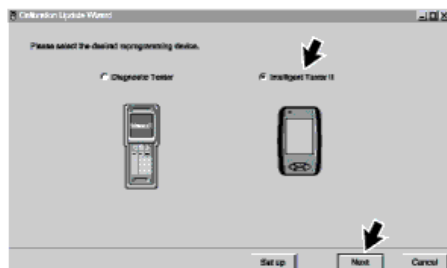 Calibration Update Wizard
Please select the desired reprogramming device.
Diagnostic Tester
Intelligent Tester II
Set up
Next
Cancel